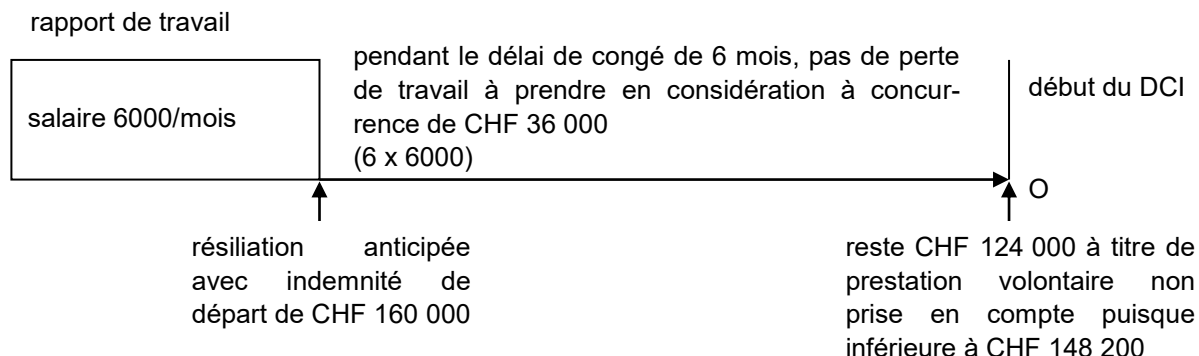 rapport de travail
salaire 6000/mois
pendant le délai de congé de 6 mois, pas de perte
de travail à prendre en considération à concur-
rence de CHF 36 000
(6 x 6000)
début du DCI
O
résiliation anticipée
avec indemnité de
départ de CHF 160 000
reste CHF 124 000 à titre de
prestation volontaire non
prise en compte puisque
inférieure à CHF 148 200